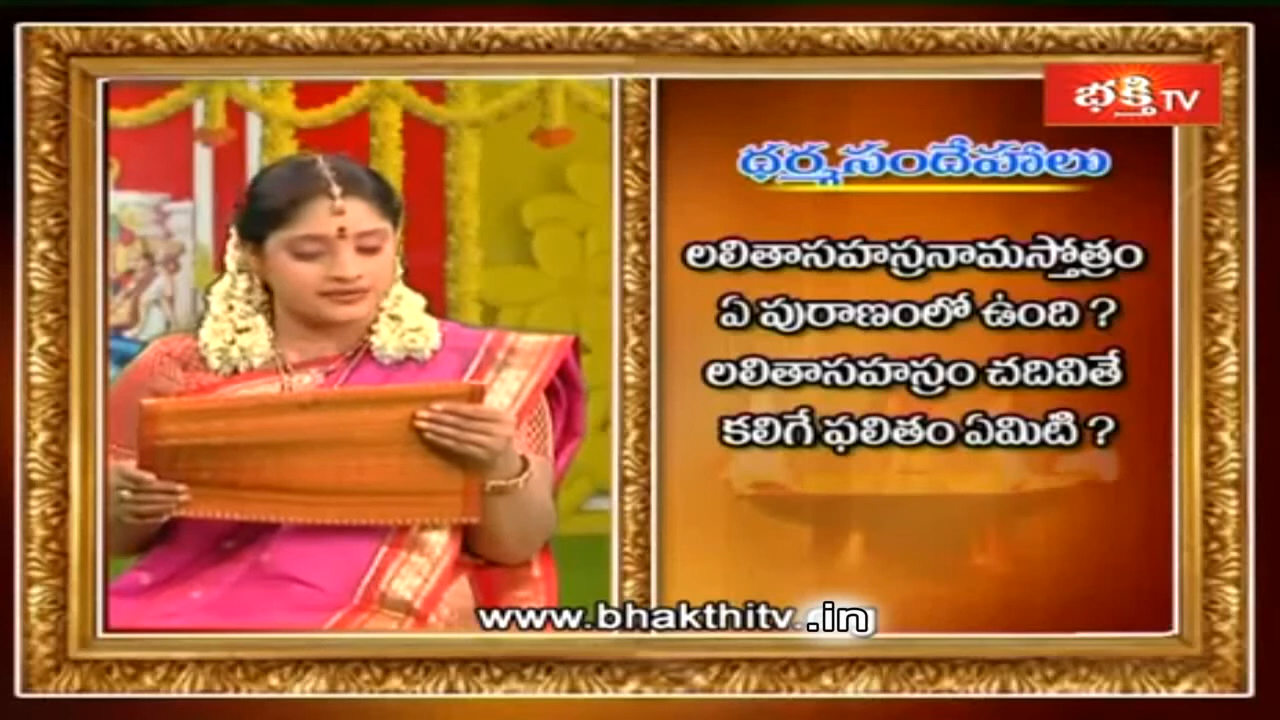 భక్తి TV
ధర్మసందేహాలు
లలితాసహస్రనామస్తోత్రం
ఏ పురాణంలో ఉంది ?
లలితాసహస్రం చదివితే
కలిగే ఫలితం ఏమిటి ?
www.bhakthitv.in